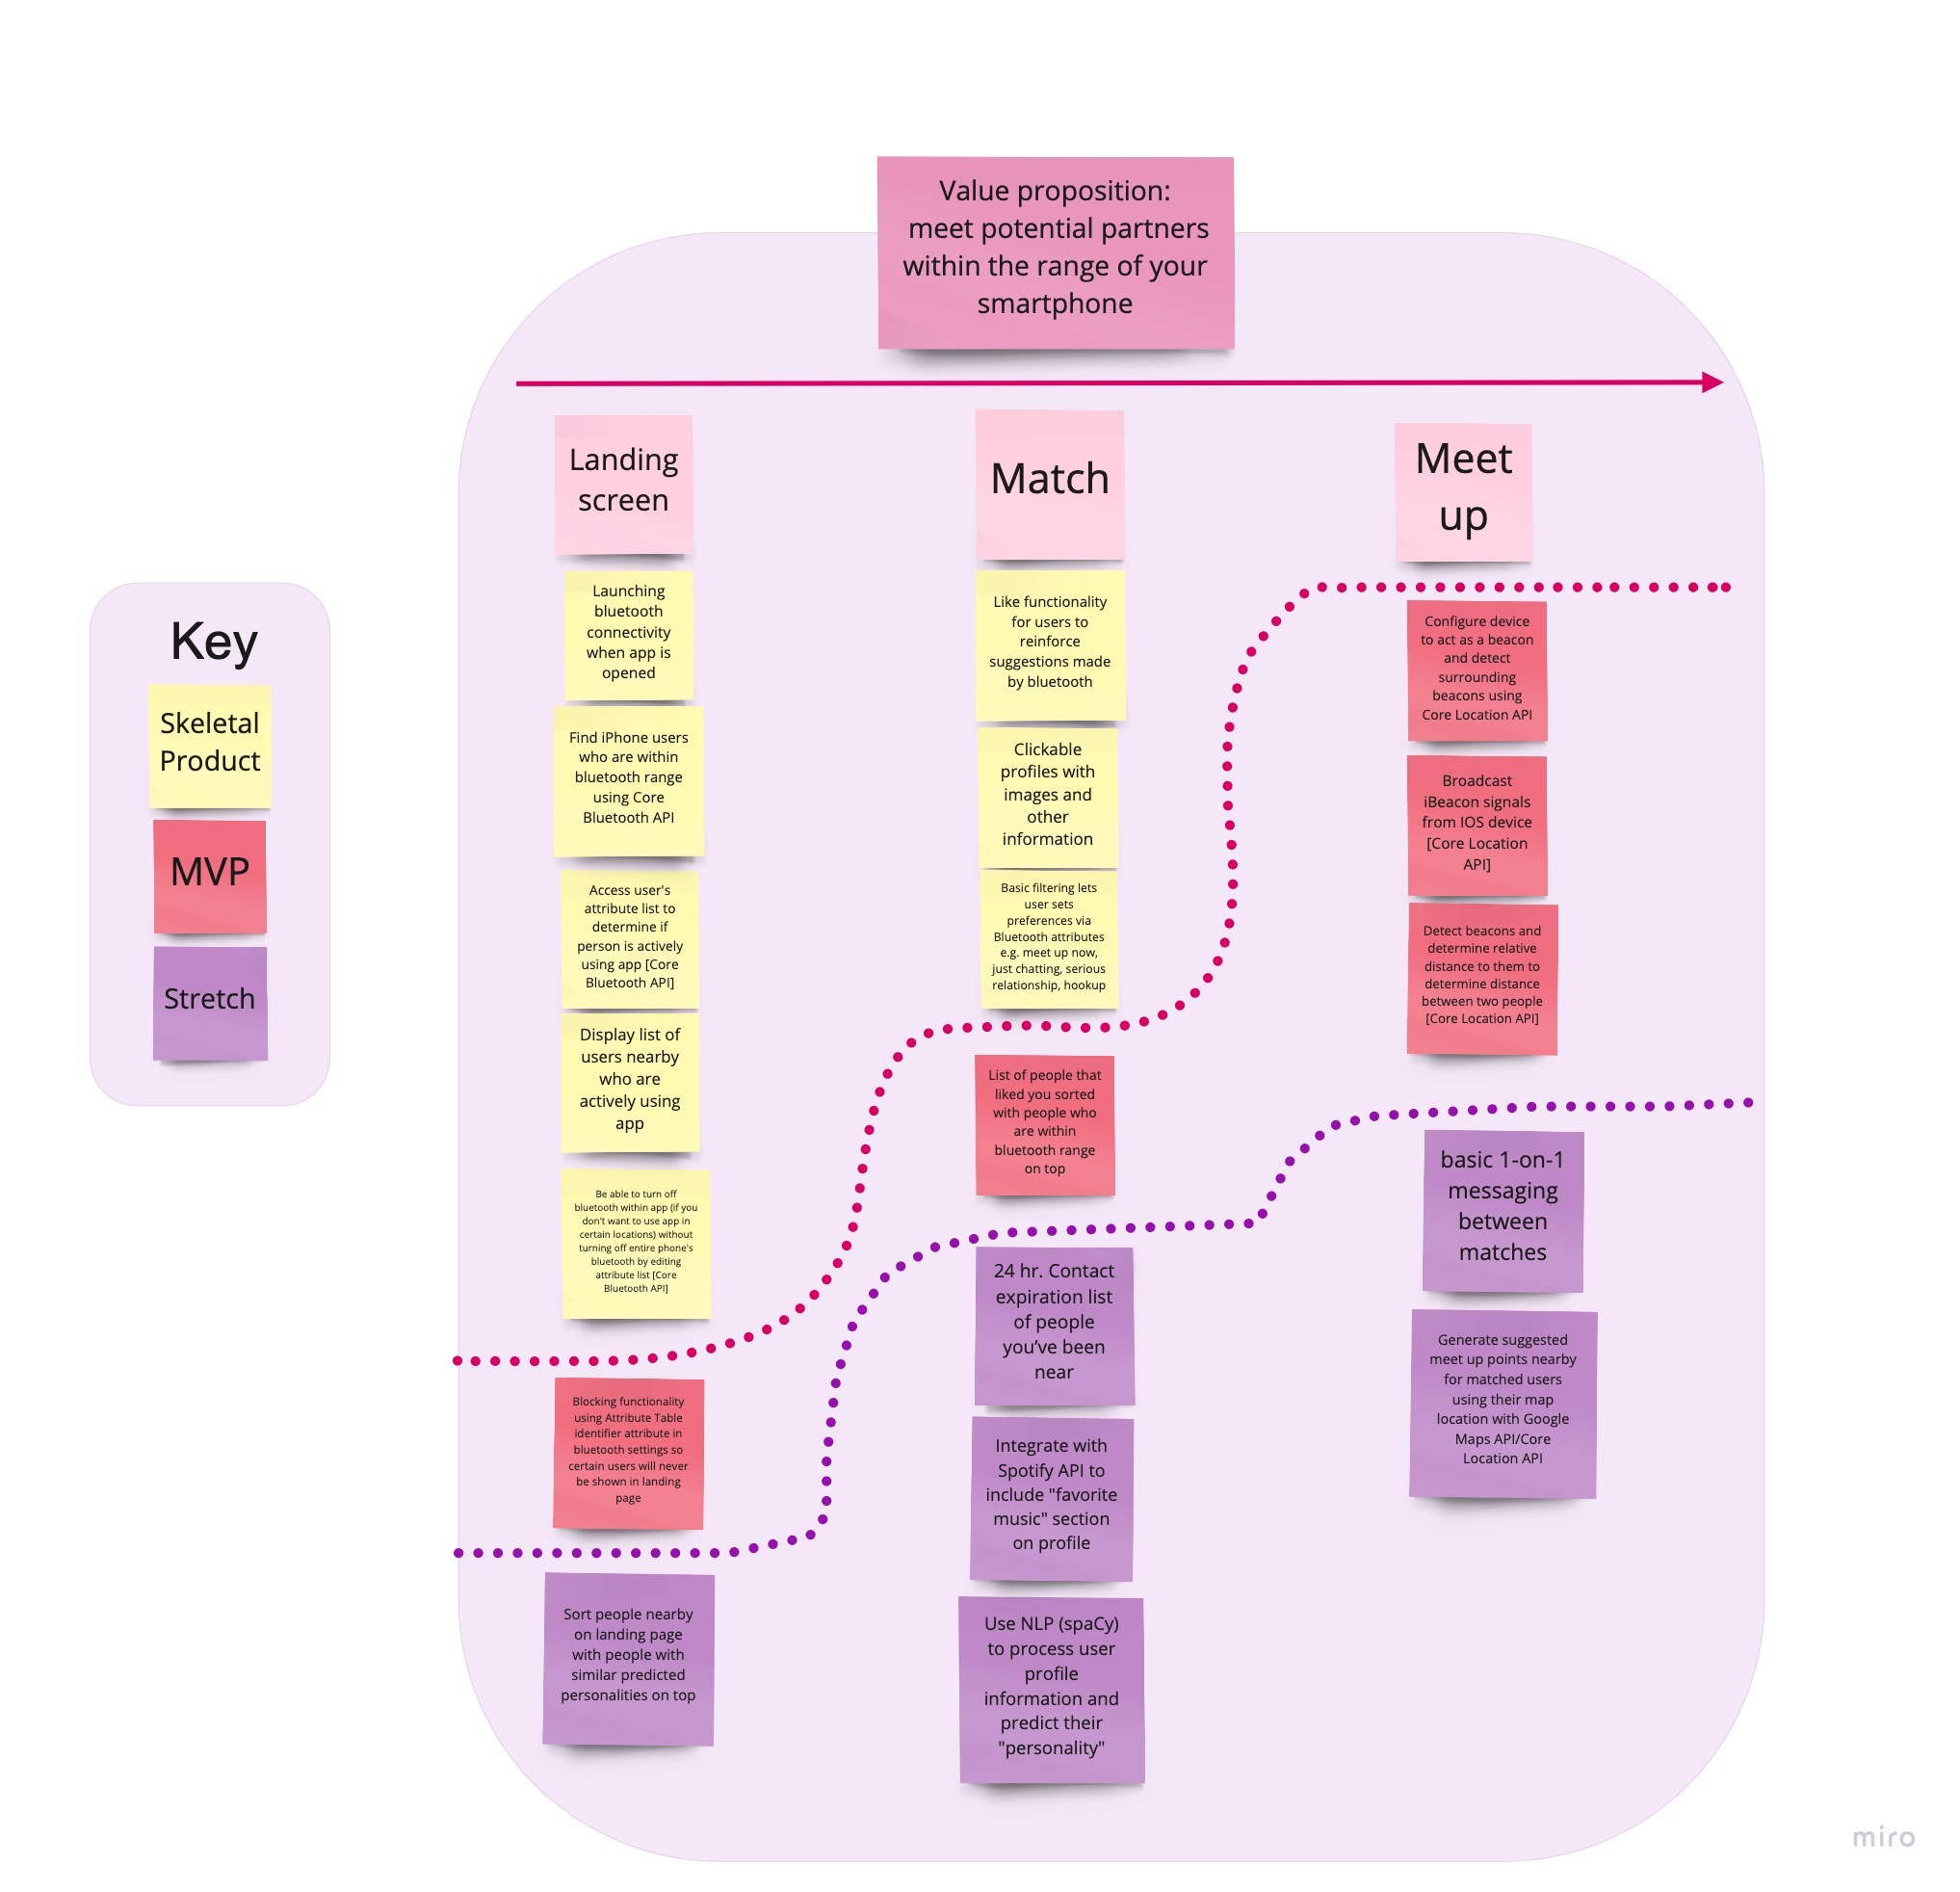 Value proposition:
meet potential partners
within the range of your
smartphone
Landing
screen
Match
Meet
up
Key
Skeletal
Product
MVP
Stretch
Launching
bluetooth
connectivity
when app is
opened
Find iPhone users
who are within
bluetooth range
using Core
Bluetooth API
Access user's
attribute list to
determine if
person is actively
using app [Core
Bluetooth API]
Display list of
users nearby
who are
actively using
app
Be able to turn off
bluetooth within app (if you
don't want to use app in
certain locations) without
turning off entire phone's
bluetooth by editing
attribute list [Core
Bluetooth API]
Blocking functionality
using Attribute Table
identifier attribute in
bluetooth settings so
certain users will never
be shown in landing
page
Sort people nearby
on landing page
with people with
similar predicted
personalities on top
Like functionality
for users to
reinforce
suggestions made
by bluetooth
Clickable
profiles with
images and
other
information
Basic filtering lets
user sets
preferences via
Bluetooth attributes
e.g. meet up now,
just chatting, serious
relationship, hookup
List of people that
liked you sorted
with people who
are within
bluetooth range
on top
24 hr. Contact
expiration list
of people
you’ve been
near
Integrate with
Spotify API to
include "favorite
music" section
on profile
Use NLP (spaCy)
to process user
profile
information and
predict their
"personality"
Configure device
to act as a beacon
and detect
surrounding
beacons using
Core Location API
Broadcast
iBeacon signals
from IOS device
[Core Location
API]
Detect beacons and
determine relative
distance to them to
determine distance
between two people
[Core Location API]
basic 1-on-1
messaging
between
matches
Generate suggested
meet up points nearby
for matched users
using their map
location with Google
Maps API/Core
Location API
miro